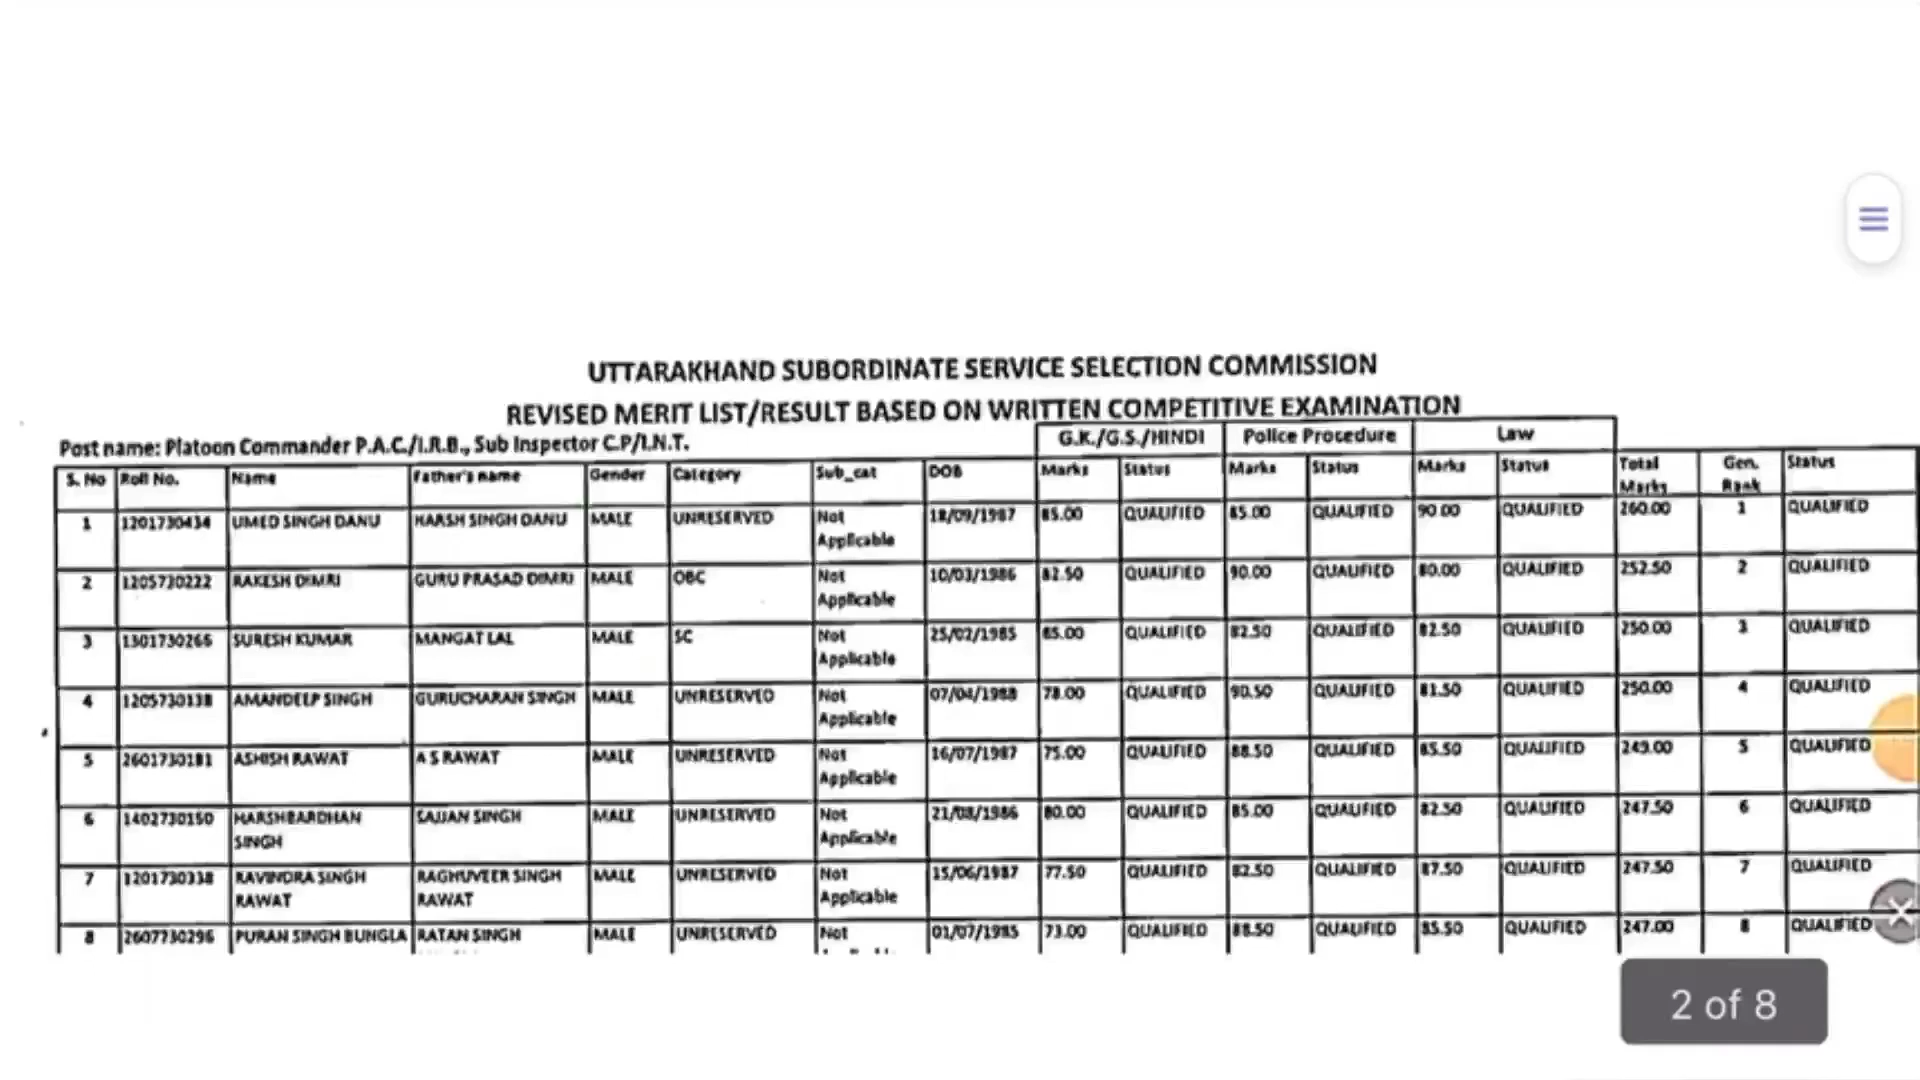 UTTARAKHAND SUBORDINATE SERVICE SELECTION COMMISSION
REVISED MERIT LIST/RESULT BASED ON WRITTEN COMPETITIVE EXAMINATION
Post name: Platoon Commander P.A.C./I.R.B., Sub Inspector C.P/I.N.T.
G.K./G.S./HINDI Police Procedure Law
S. No Roll No. Name Father's name Gender Category Sub_cat DOB Marks Status Marks Status Marks Status Total Marks Gen. Rank Status
1 1201730434 UMED SINGH DANU HARSH SINGH DANU MALE UNRESERVED Not Applicable 18/09/1987 85.00 QUALIFIED 85.00 QUALIFIED 90.00 QUALIFIED 260.00 1 QUALIFIED
2 1205730222 RAKESH DIMRI GURU PRASAD DIMRI MALE OBC Not Applicable 10/03/1986 82.50 QUALIFIED 90.00 QUALIFIED 80.00 QUALIFIED 252.50 2 QUALIFIED
3 1301730266 SURESH KUMAR MANGAT LAL MALE SC Not Applicable 25/02/1985 85.00 QUALIFIED 82.50 QUALIFIED 82.50 QUALIFIED 250.00 3 QUALIFIED
4 1205730138 AMANDEEP SINGH GURUCHARAN SINGH MALE UNRESERVED Not Applicable 07/04/1988 78.00 QUALIFIED 90.50 QUALIFIED 81.50 QUALIFIED 250.00 4 QUALIFIED
5 2601730181 ASHISH RAWAT A S RAWAT MALE UNRESERVED Not Applicable 16/07/1987 75.00 QUALIFIED 88.50 QUALIFIED 85.50 QUALIFIED 249.00 5 QUALIFIED
6 1402730150 HARSHBARDHAN SINGH SAJJAN SINGH MALE UNRESERVED Not Applicable 21/08/1986 80.00 QUALIFIED 85.00 QUALIFIED 82.50 QUALIFIED 247.50 6 QUALIFIED
7 1201730338 RAVINDRA SINGH RAWAT RAGHUVEER SINGH RAWAT MALE UNRESERVED Not Applicable 15/06/1987 77.50 QUALIFIED 82.50 QUALIFIED 87.50 QUALIFIED 247.50 7 QUALIFIED
8 2607730296 PURAN SINGH BUNGLA RATAN SINGH MALE UNRESERVED Not 01/07/1985 73.00 QUALIFIED 88.50 QUALIFIED 85.50 QUALIFIED 247.00 8 QUALIFIED
2 of 8